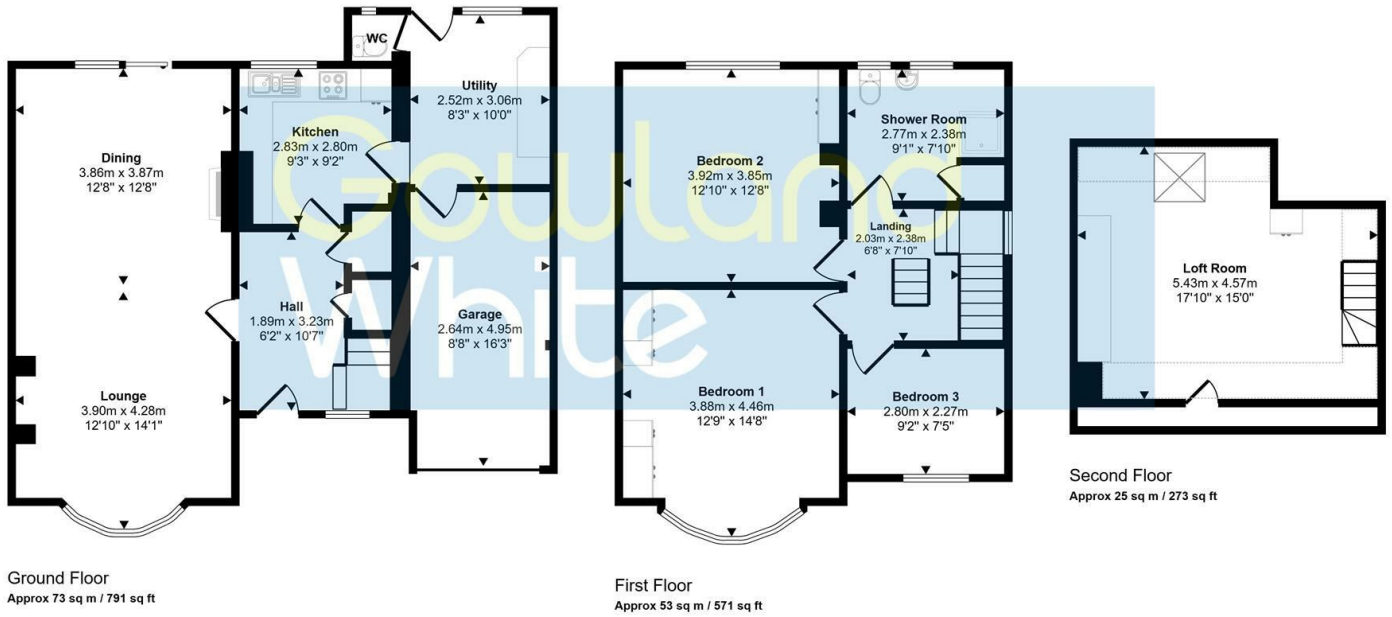 WC
Utility
2.52m x 3.06m
8'3" x 10'0"
Kitchen
2.83m x 2.80m
9'3" x 9'2"
Dining
3.86m x 3.87m
12'8" x 12'8"
Hall
1.89m x 3.23m
6'2" x 10'7"
Garage
2.64m x 4.95m
8'8" x 16'3"
Lounge
3.90m x 4.28m
12'10" x 14'1"
Ground Floor
Approx 73 sq m / 791 sq ft
Bedroom 2
3.92m x 3.85m
12'10" x 12'8"
Shower Room
2.77m x 2.38m
9'1" x 7'10"
Landing
2.03m x 2.38m
6'8" x 7'10"
Bedroom 1
3.88m x 4.46m
12'9" x 14'8"
Bedroom 3
2.80m x 2.27m
9'2" x 7'5"
First Floor
Approx 53 sq m / 571 sq ft
Loft Room
5.43m x 4.57m
17'10" x 15'0"
Second Floor
Approx 25 sq m / 273 sq ft
Gowland
White